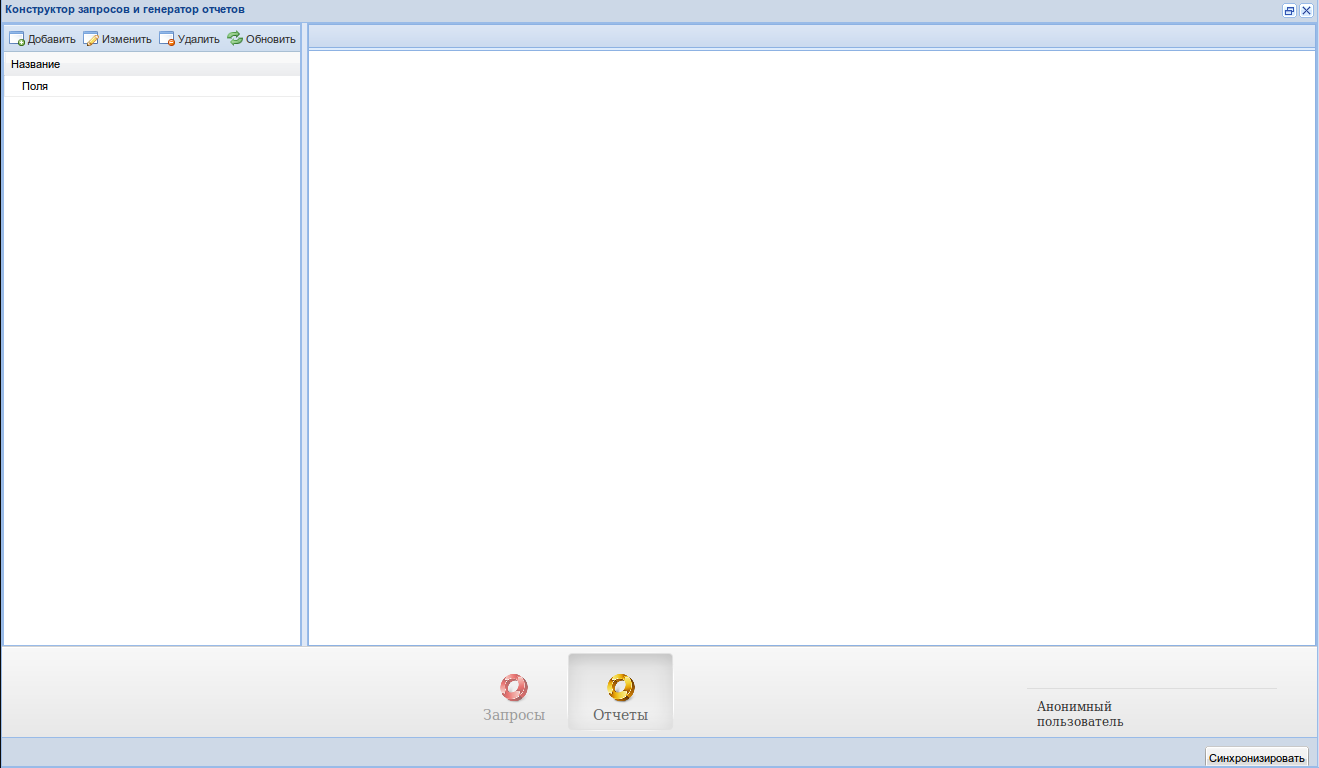 Конструктор запросов и генератор отчетов
Добавить Изменить Удалить Обновить
Название
Поля
Запросы Отчеты
Анонимный
пользователь
Синхронизировать